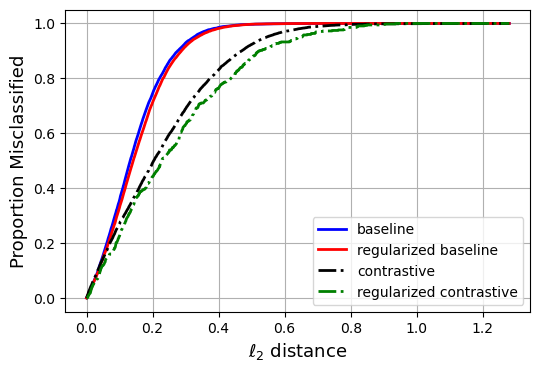 Proportion Misclassified
1.0
0.8
0.6
0.4
0.2
0.0
baseline
regularized baseline
contrastive
regularized contrastive
0.0 0.2 0.4 0.6 0.8 1.0 1.2
ℓ₂ distance